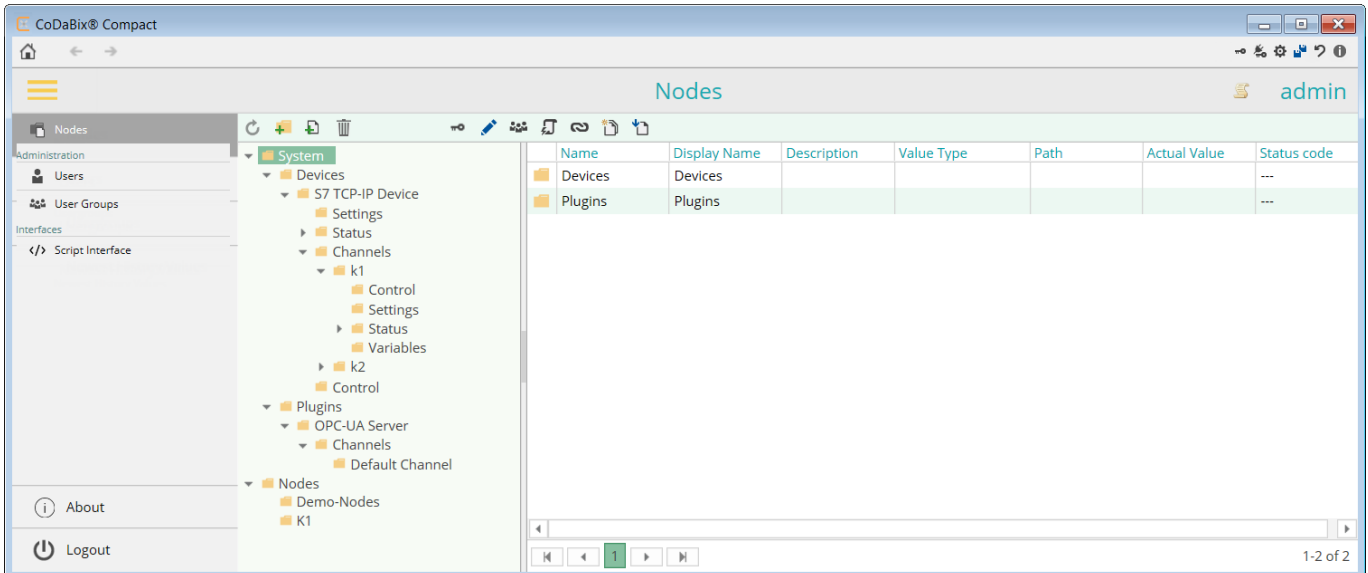 CoDaBix® Compact
Nodes
admin
Nodes
Administration
Users
User Groups
Interfaces
Script Interface
About
Logout
System
Devices
S7 TCP-IP Device
Settings
Status
Channels
k1
Control
Settings
Status
Variables
k2
Control
Plugins
OPC-UA Server
Channels
Default Channel
Nodes
Demo-Nodes
K1
Name Display Name Description Value Type Path Actual Value Status code
Devices Devices ---
Plugins Plugins ---
1
1-2 of 2